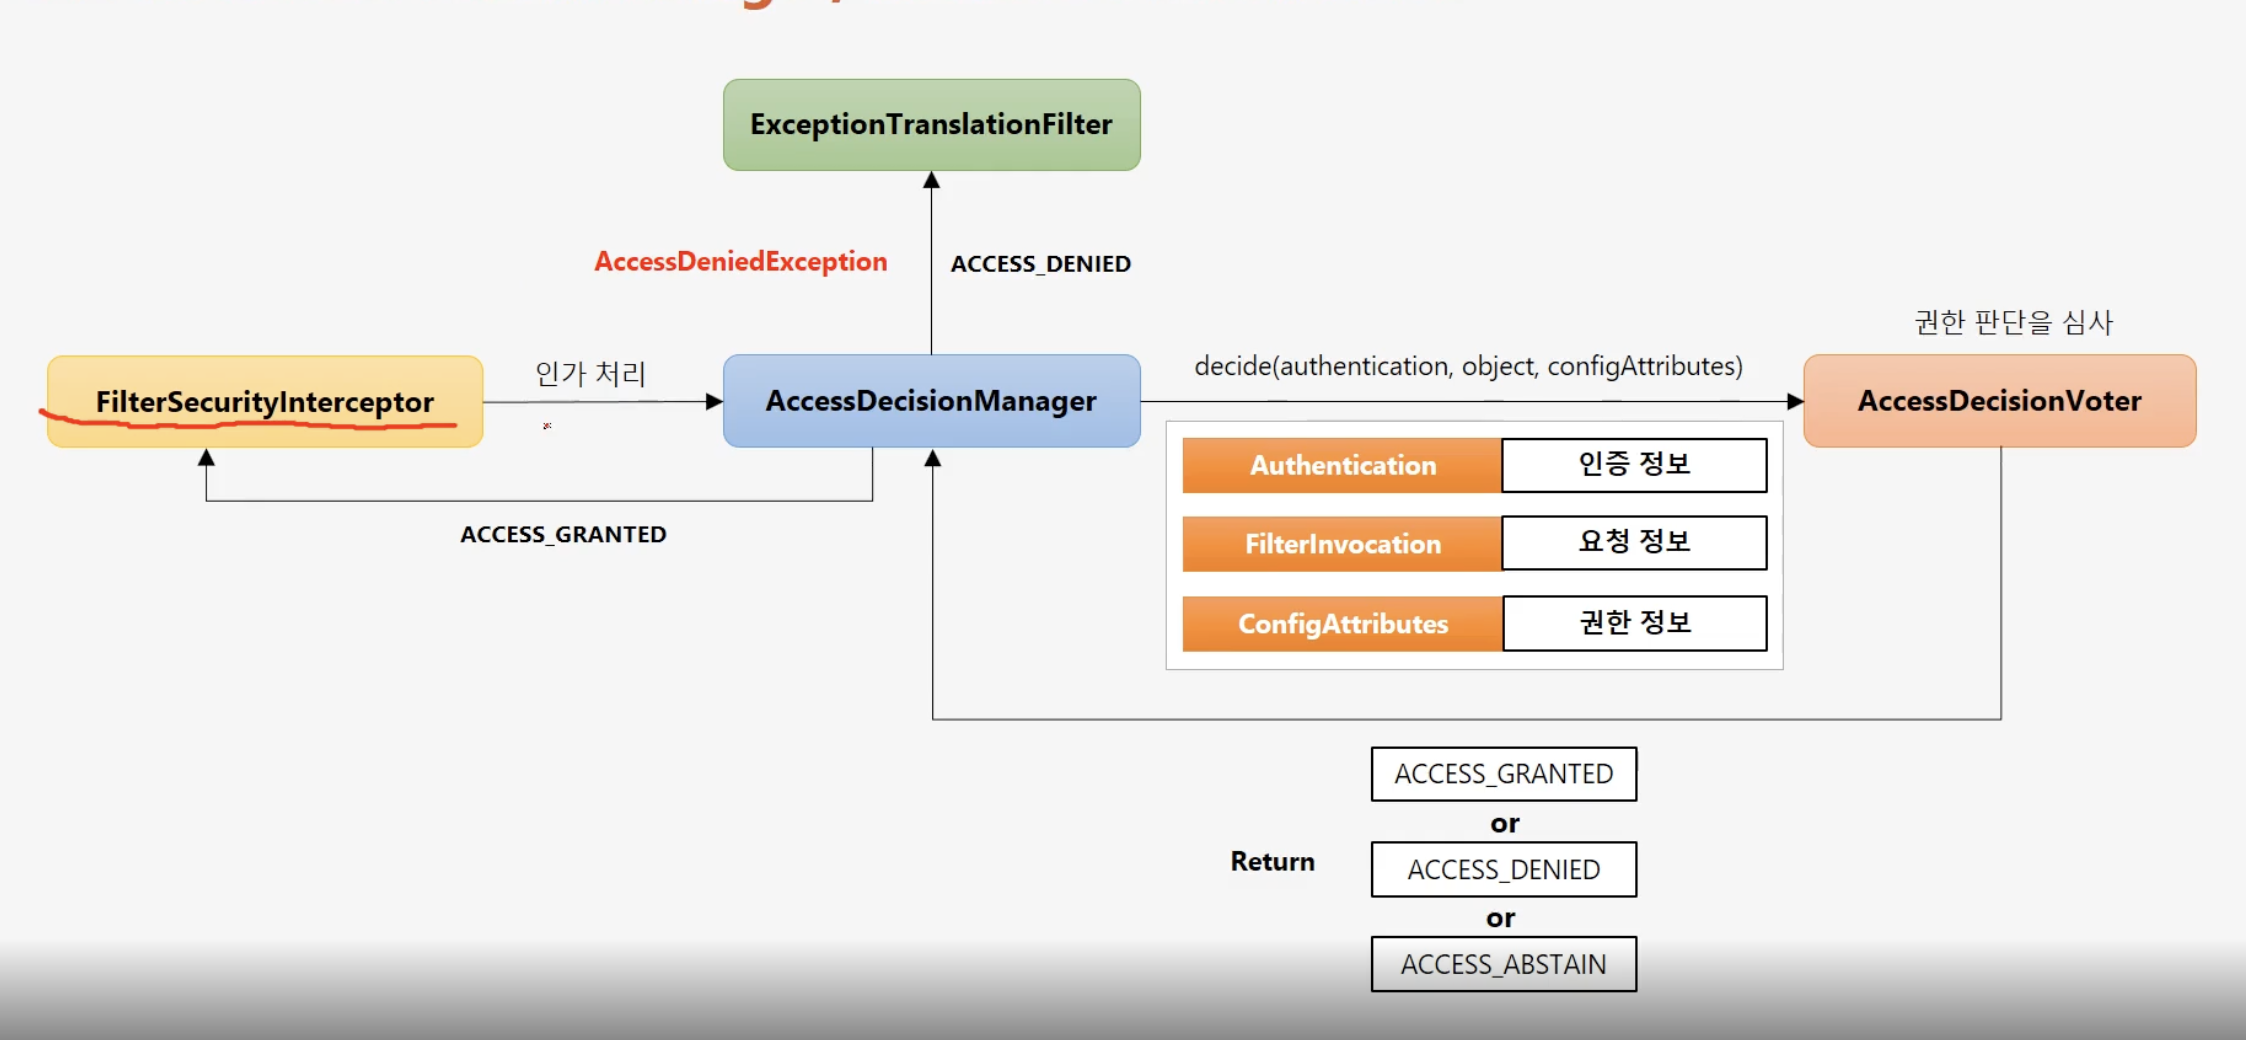 ExceptionTranslationFilter
AccessDeniedException
ACCESS_DENIED
권한 판단을 심사
FilterSecurityInterceptor
인가 처리
AccessDecisionManager
decide(authentication, object, configAttributes)
AccessDecisionVoter
Authentication
인증 정보
FilterInvocation
요청 정보
ConfigAttributes
권한 정보
ACCESS_GRANTED
Return
ACCESS_GRANTED
or
ACCESS_DENIED
or
ACCESS_ABSTAIN